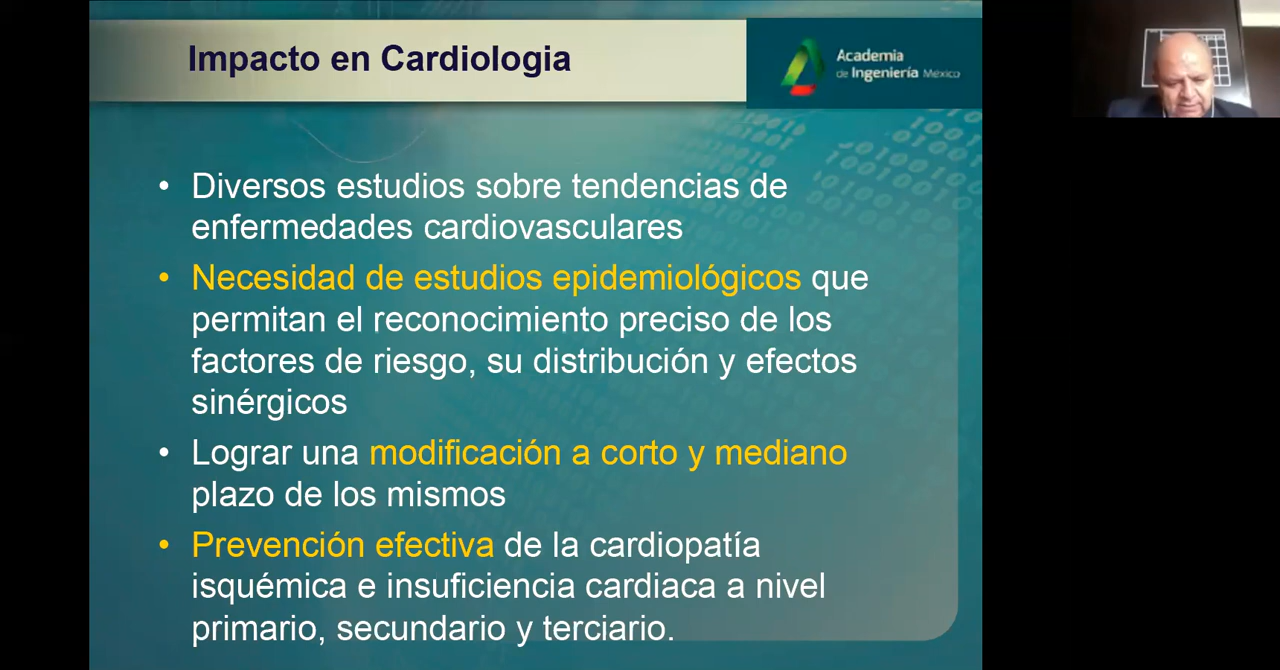 Impacto en Cardiologia
Academia
de Ingeniería México
• Diversos estudios sobre tendencias de
enfermedades cardiovasculares
• Necesidad de estudios epidemiológicos que
permitan el reconocimiento preciso de los
factores de riesgo, su distribución y efectos
sinérgicos
• Lograr una modificación a corto y mediano
plazo de los mismos
• Prevención efectiva de la cardiopatía
isquémica e insuficiencia cardiaca a nivel
primario, secundario y terciario.